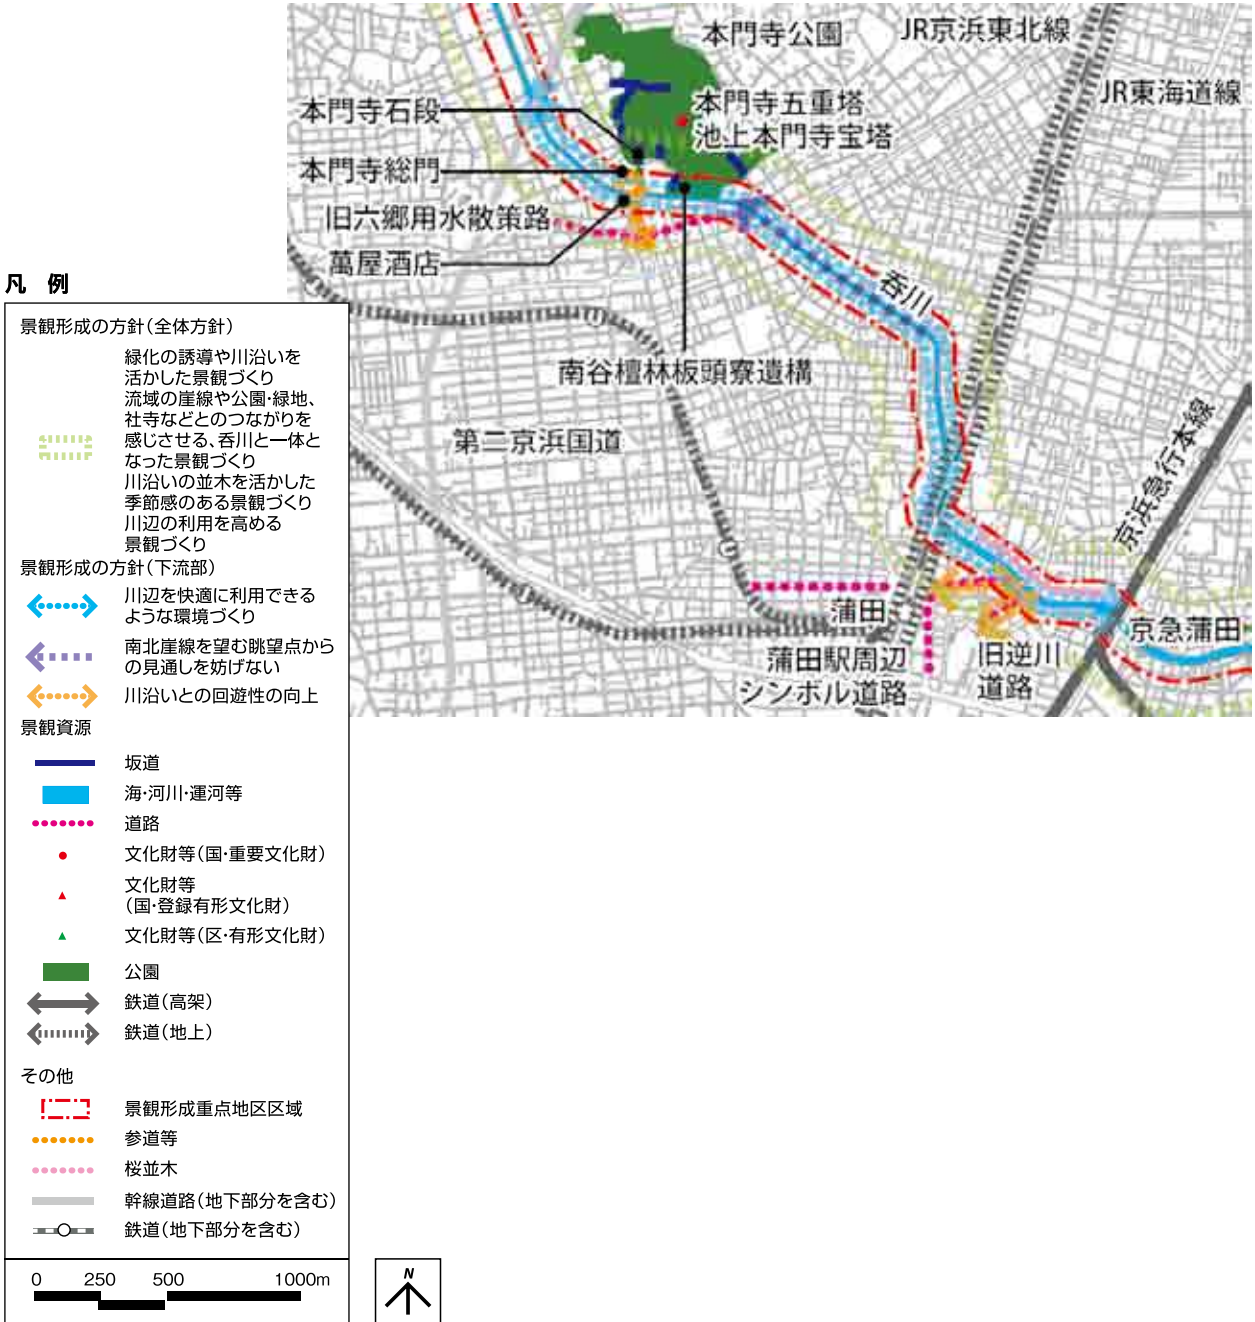 本門寺公園
JR京浜東北線
JR東海道線
本門寺石段
本門寺五重塔
池上本門寺宝塔
本門寺総門
旧六郷用水散策路
萬屋酒店
呑川
南谷檀林板頭寮遺構
第二京浜国道
京浜急行本線
蒲田
京急蒲田
蒲田駅周辺
シンボル道路
旧逆川
道路
凡 例
景観形成の方針(全体方針)
緑化の誘導や川沿いを
活かした景観づくり
流域の崖線や公園・緑地、
社寺などとのつながりを
感じさせる、呑川と一体と
なった景観づくり
川沿いの並木を活かした
季節感のある景観づくり
川辺の利用を高める
景観づくり
景観形成の方針(下流部)
川辺を快適に利用できる
ような環境づくり
南北崖線を望む眺望点から
の見通しを妨げない
川沿いとの回遊性の向上
景観資源
坂道
海・河川・運河等
道路
文化財等(国・重要文化財)
文化財等
(国・登録有形文化財)
文化財等(区・有形文化財)
公園
鉄道(高架)
鉄道(地上)
その他
景観形成重点地区区域
参道等
桜並木
幹線道路(地下部分を含む)
鉄道(地下部分を含む)
0 250 500 1000m
N